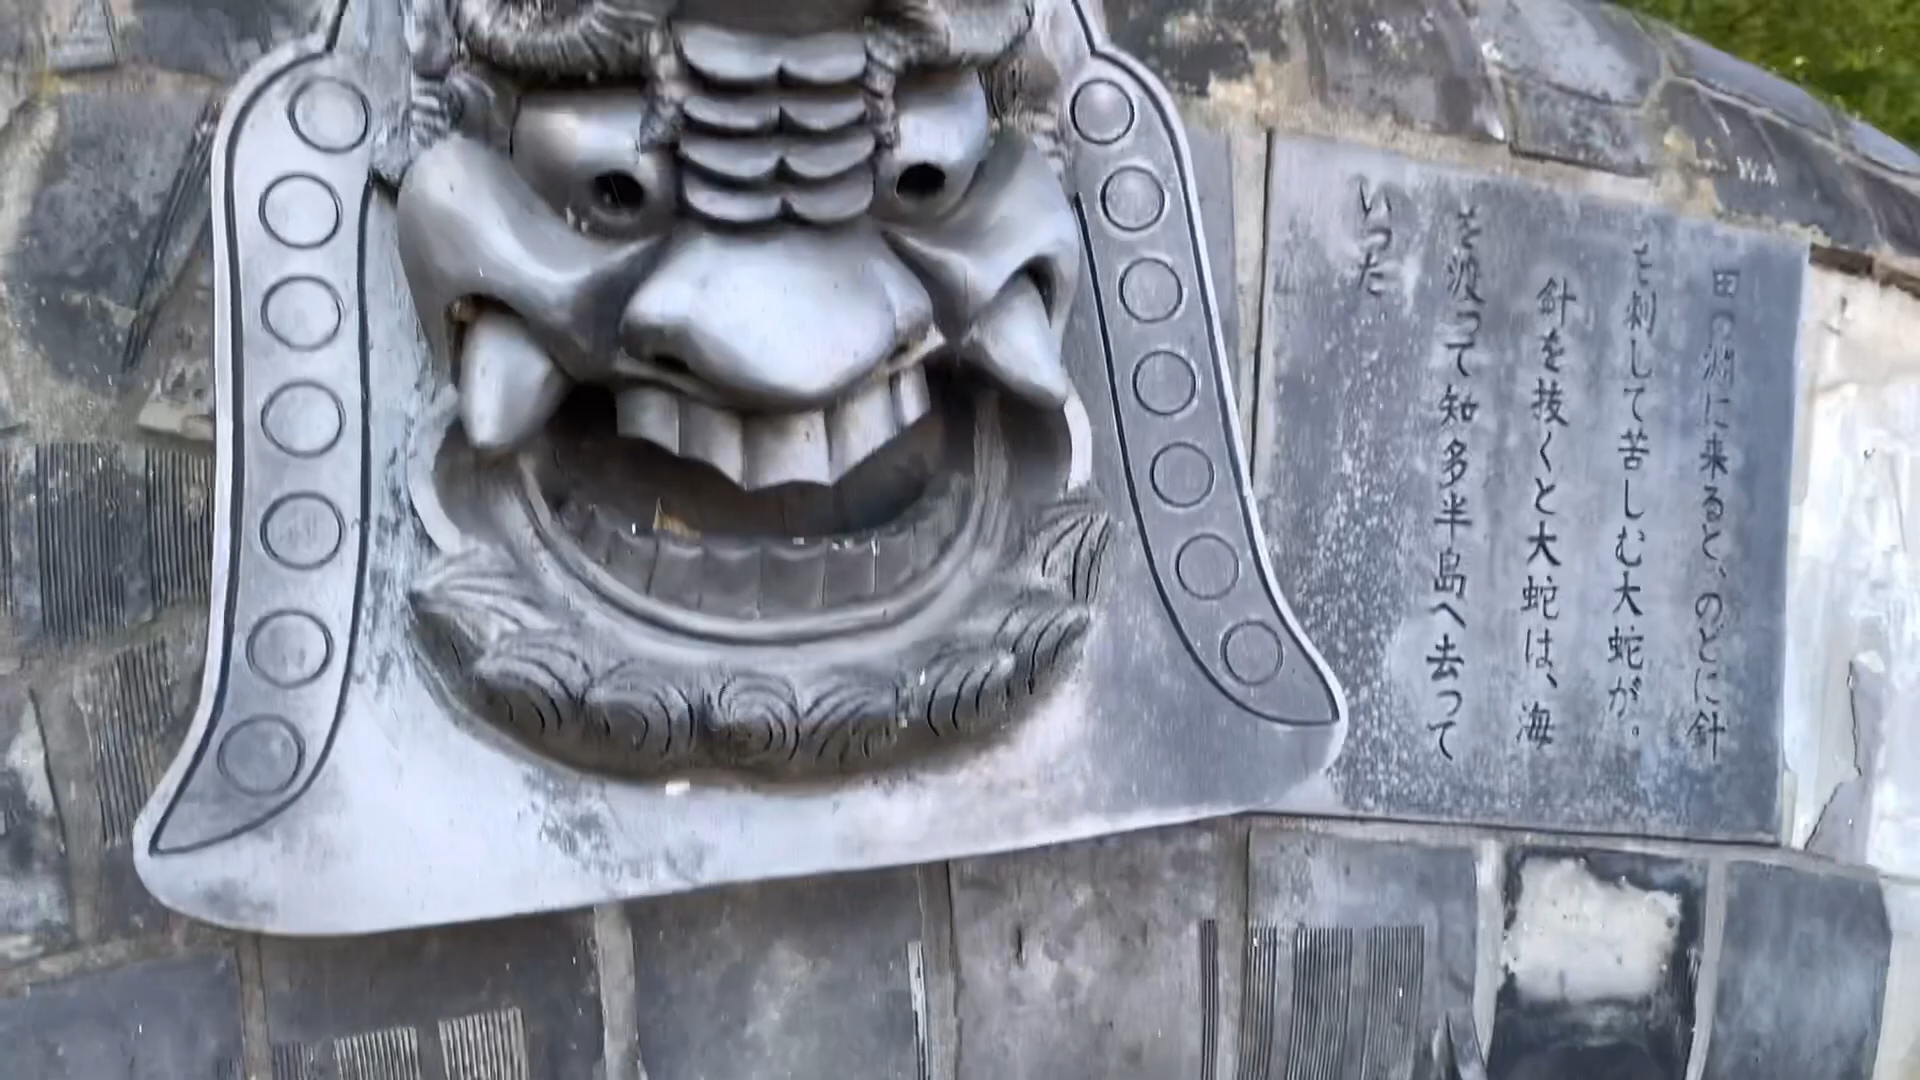 田の淵に来ると、のどに針
を刺して苦しむ大蛇が。
針を抜くと大蛇は、海
を渡って知多半島へ去って
いった